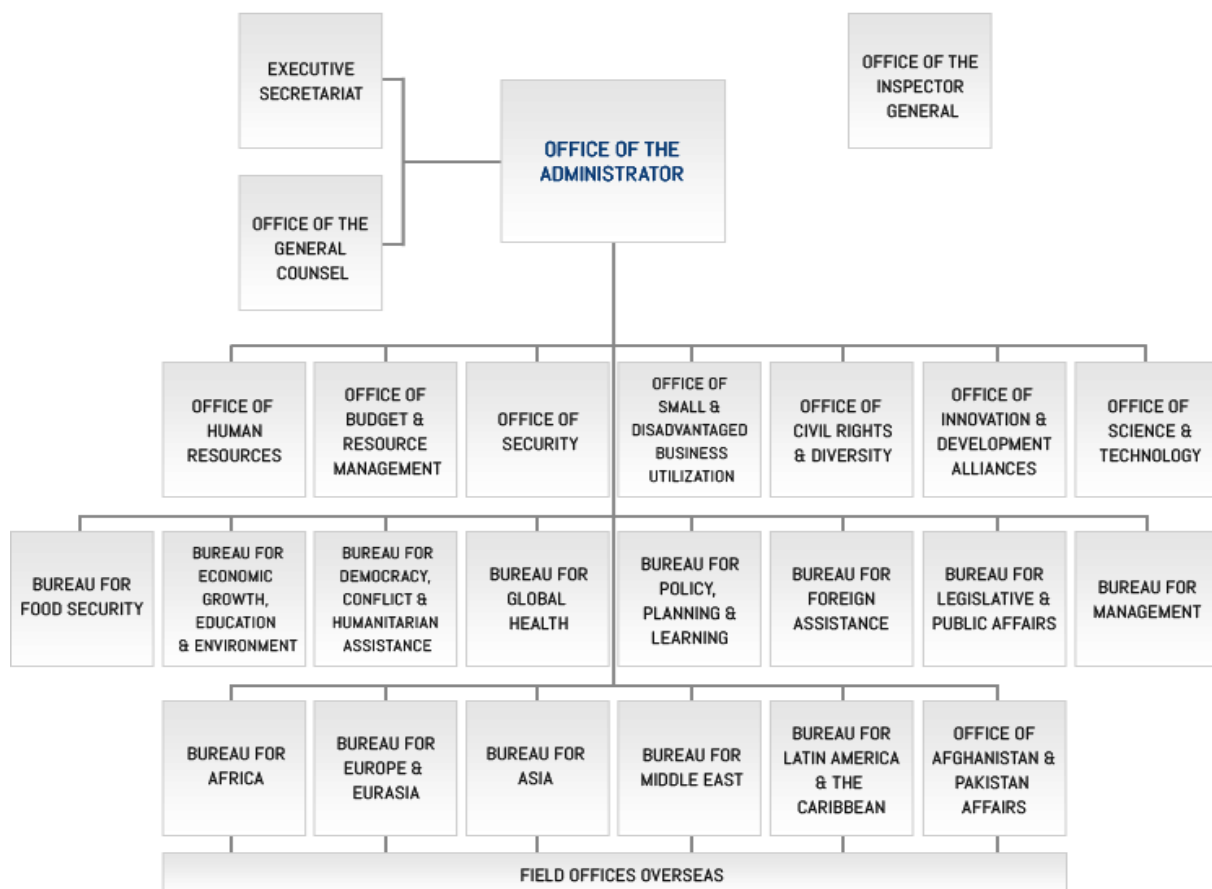 EXECUTIVE
SECRETARIAT
OFFICE OF THE
INSPECTOR
GENERAL
OFFICE OF THE
ADMINISTRATOR
OFFICE OF THE
GENERAL
COUNSEL
OFFICE OF
HUMAN
RESOURCES
OFFICE OF
BUDGET &
RESOURCE
MANAGEMENT
OFFICE OF
SECURITY
OFFICE OF
SMALL &
DISADVANTAGED
BUSINESS
UTILIZATION
OFFICE OF
CIVIL RIGHTS
& DIVERSITY
OFFICE OF
INNOVATION &
DEVELOPMENT
ALLIANCES
OFFICE OF
SCIENCE &
TECHNOLOGY
BUREAU FOR
FOOD SECURITY
BUREAU FOR
ECONOMIC
GROWTH,
EDUCATION
& ENVIRONMENT
BUREAU FOR
DEMOCRACY,
CONFLICT &
HUMANITARIAN
ASSISTANCE
BUREAU FOR
GLOBAL
HEALTH
BUREAU FOR
POLICY,
PLANNING &
LEARNING
BUREAU FOR
FOREIGN
ASSISTANCE
BUREAU FOR
LEGISLATIVE &
PUBLIC AFFAIRS
BUREAU FOR
MANAGEMENT
BUREAU FOR
AFRICA
BUREAU FOR
EUROPE &
EURASIA
BUREAU FOR
ASIA
BUREAU FOR
MIDDLE EAST
BUREAU FOR
LATIN AMERICA
& THE
CARIBBEAN
OFFICE OF
AFGHANISTAN &
PAKISTAN
AFFAIRS
FIELD OFFICES OVERSEAS